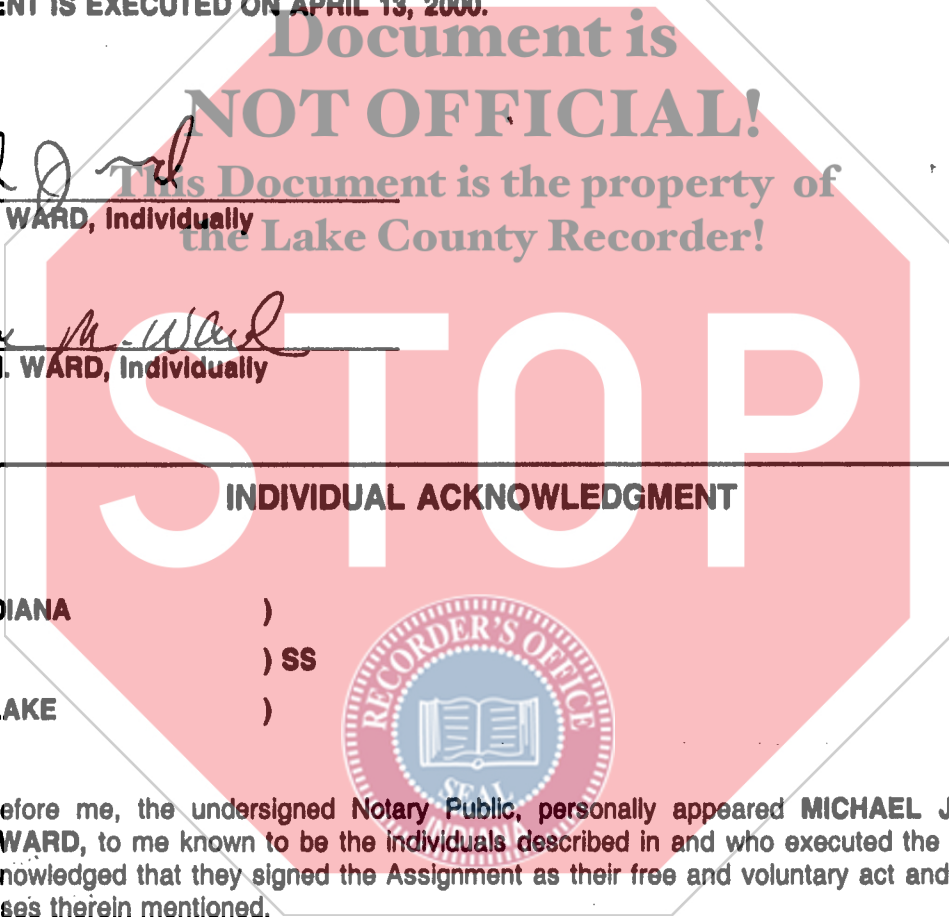 ENT IS EXECUTED ON APRIL 13, 2000.
Document is
NOT OFFICIAL!
This Document is the property of
the Lake County Recorder!
WARD, Individually
M. Ward
. WARD, Individually
STOP
INDIVIDUAL ACKNOWLEDGMENT
DIANA )
) SS
LAKE )
RECORDER'S OFFICE
SEAL
INDIANA
efore me, the undersigned Notary Public, personally appeared MICHAEL J
WARD, to me known to be the individuals described in and who executed the
nowledged that they signed the Assignment as their free and voluntary act and
ses therein mentioned.